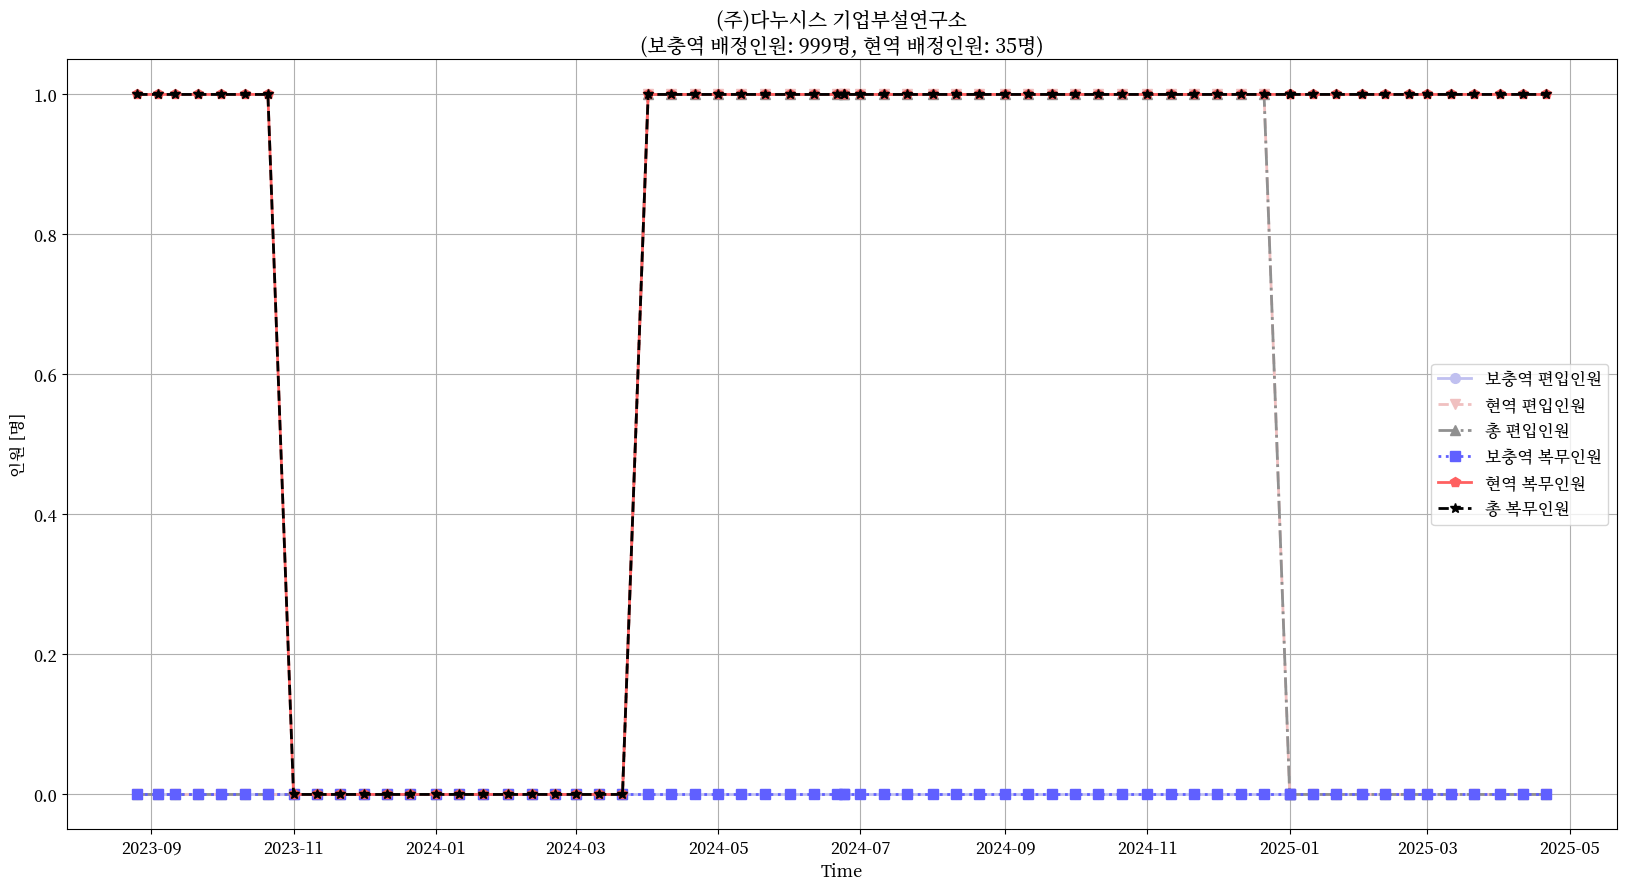 (주)다누시스 기업부설연구소
(보충역 배정인원: 999명, 현역 배정인원: 35명)
인원 [명]
1.0
0.8
0.6
0.4
0.2
0.0
보충역 편입인원
현역 편입인원
총 편입인원
보충역 복무인원
현역 복무인원
총 복무인원
2023-09 2023-11 2024-01 2024-03 2024-05 2024-07 2024-09 2024-11 2025-01 2025-03 2025-05
Time